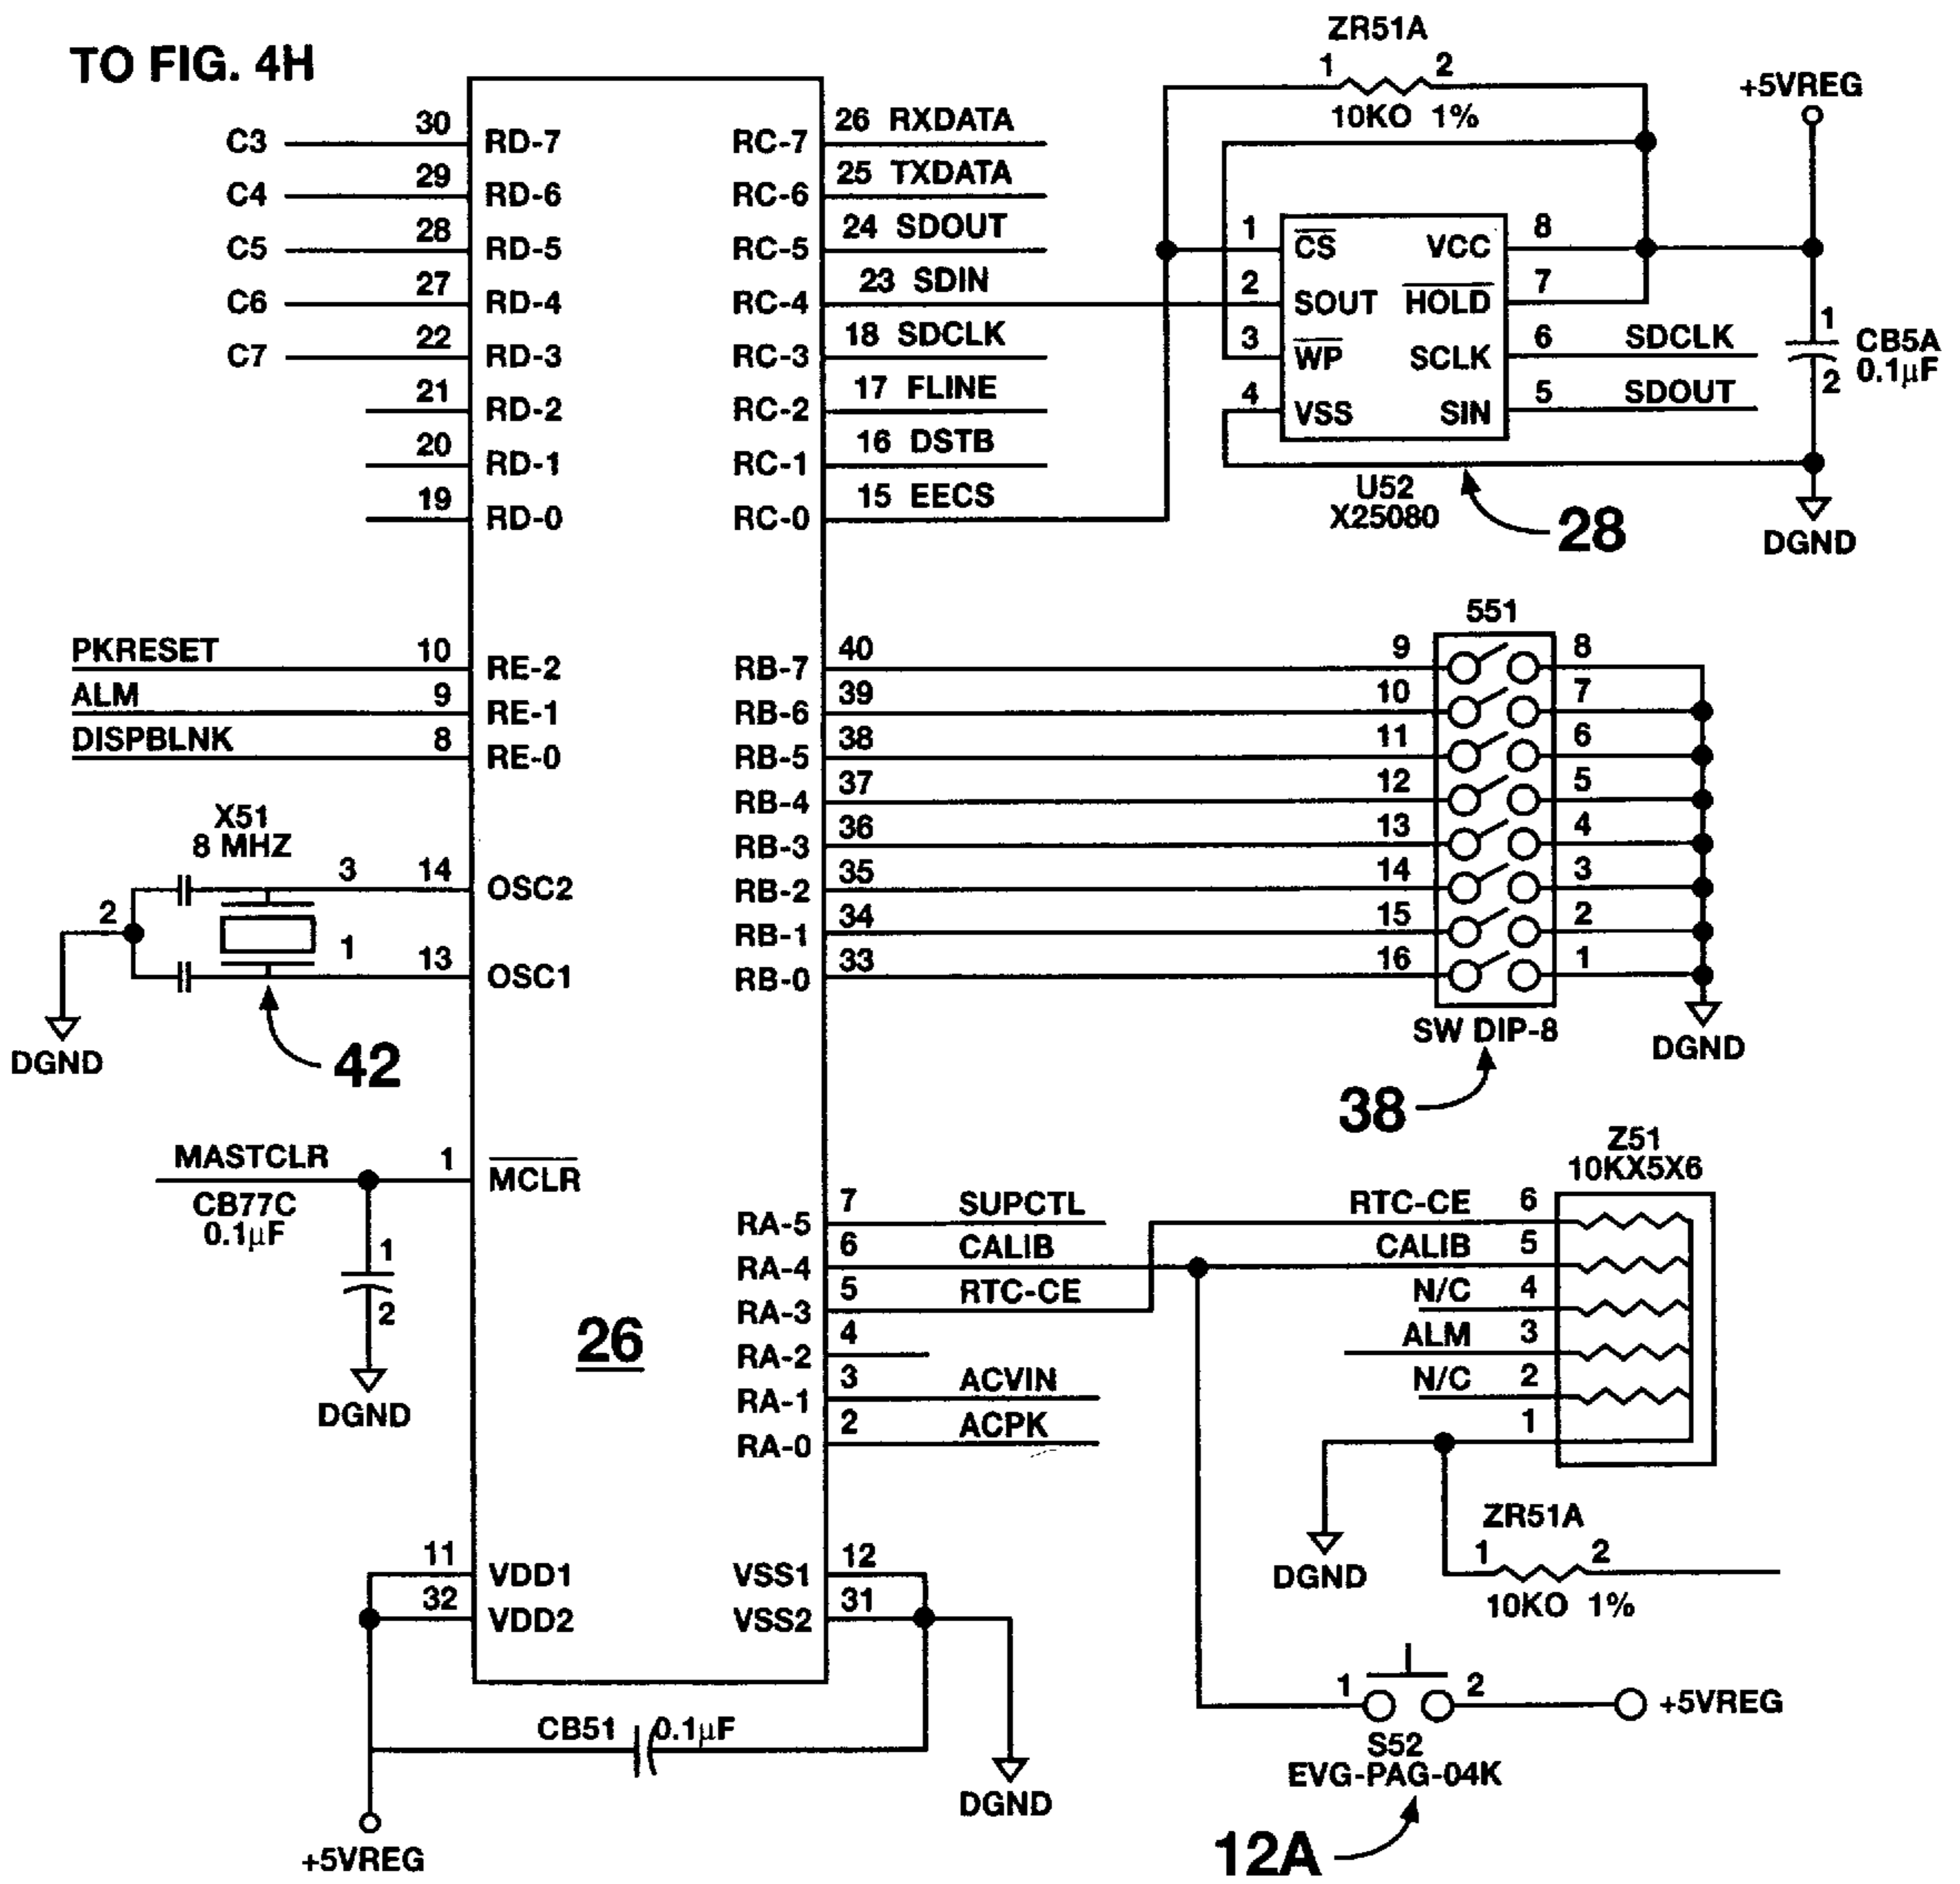 TO FIG. 4H
C3 30 RD-7
C4 29 RD-6
C5 28 RD-5
C6 27 RD-4
C7 22 RD-3
21 RD-2
20 RD-1
19 RD-0
RC-7 26 RXDATA
RC-6 25 TXDATA
RC-5 24 SDOUT
RC-4 23 SDIN
RC-3 18 SDCLK
RC-2 17 FLINE
RC-1 16 DSTB
RC-0 15 EECS
ZR51A
1 2
10KO 1%
+5VREG
1 CS VCC 8
2 SOUT HOLD 7
3 WP SCLK 6 SDCLK
4 VSS SIN 5 SDOUT
U52
X25080
28
1
CB5A
0.1µF
2
DGND
PKRESET 10 RE-2
ALM 9 RE-1
DISPBLNK 8 RE-0
551
RB-7 40 9 8
RB-6 39 10 7
RB-5 38 11 6
RB-4 37 12 5
RB-3 36 13 4
RB-2 35 14 3
RB-1 34 15 2
RB-0 33 16 1
SW DIP-8
DGND
38
X51
8 MHZ
3 14 OSC2
2
1 13 OSC1
DGND
42
MASTCLR 1 MCLR
CB77C
0.1µF
1
2
DGND
26
RA-5 7 SUPCTL
RA-4 6 CALIB
RA-3 5 RTC-CE
RA-2 4
RA-1 3 ACVIN
RA-0 2 ACPK
Z51
10KX5X6
RTC-CE 6
CALIB 5
N/C 4
ALM 3
N/C 2
1
DGND
ZR51A
1 2
10KO 1%
11 VDD1
32 VDD2
VSS1 12
VSS2 31
CB51 0.1µF
+5VREG
DGND
1 2 +5VREG
S52
EVG-PAG-04K
12A